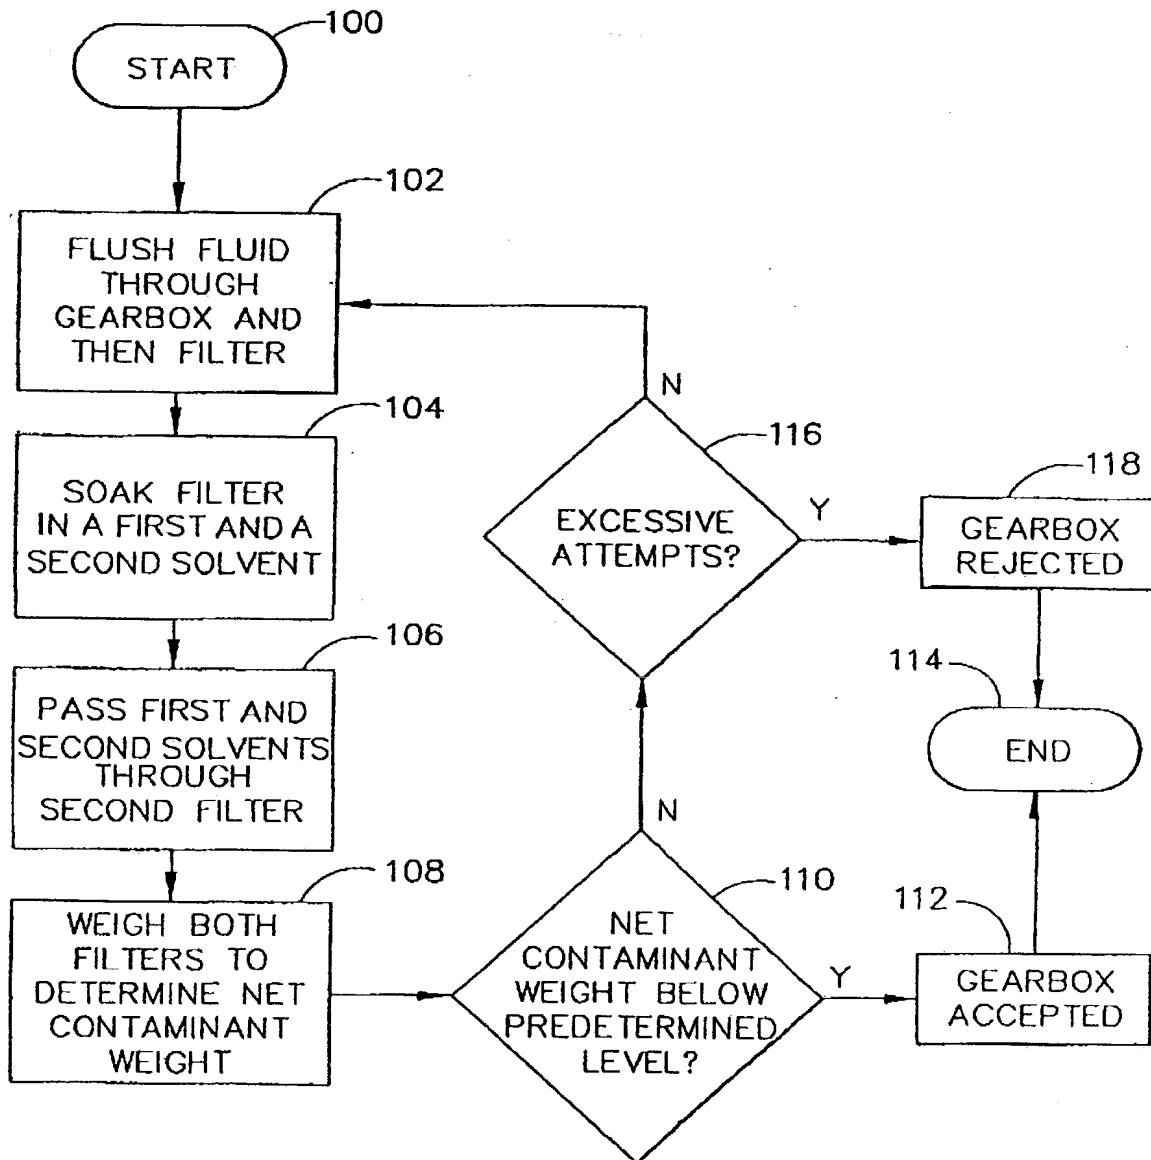 100
START
102
FLUSH FLUID
THROUGH
GEARBOX AND
THEN FILTER
104
SOAK FILTER
IN A FIRST AND A
SECOND SOLVENT
106
PASS FIRST AND
SECOND SOLVENTS
THROUGH
SECOND FILTER
108
WEIGH BOTH
FILTERS TO
DETERMINE NET
CONTAMINANT
WEIGHT
110
NET
CONTAMINANT
WEIGHT BELOW
PREDETERMINED
LEVEL?
N
Y
116
EXCESSIVE
ATTEMPTS?
N
Y
118
GEARBOX
REJECTED
114
END
112
GEARBOX
ACCEPTED